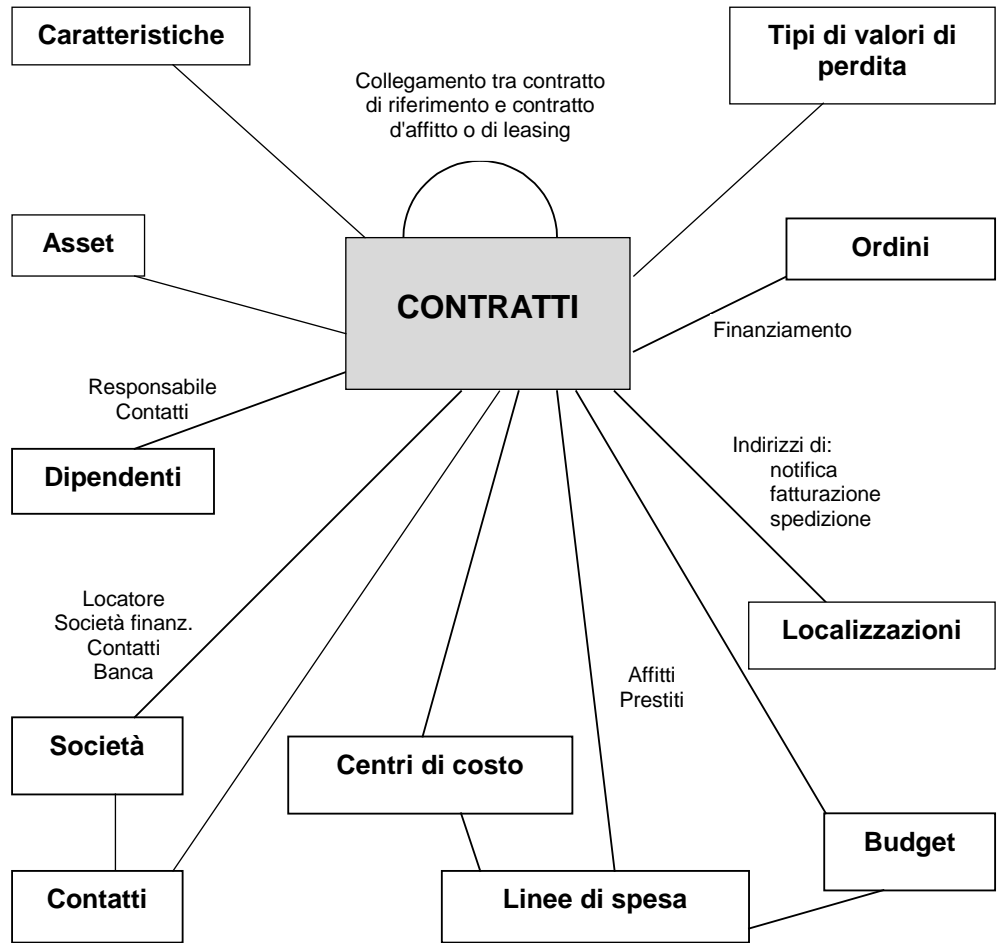 Caratteristiche
Tipi di valori di
perdita
Collegamento tra contratto
di riferimento e contratto
d'affitto o di leasing
Asset
Ordini
CONTRATTI
Finanziamento
Responsabile
Contatti
Dipendenti
Indirizzi di:
notifica
fatturazione
spedizione
Locatore
Società finanz.
Contatti
Banca
Localizzazioni
Affitti
Prestiti
Società
Centri di costo
Budget
Contatti
Linee di spesa